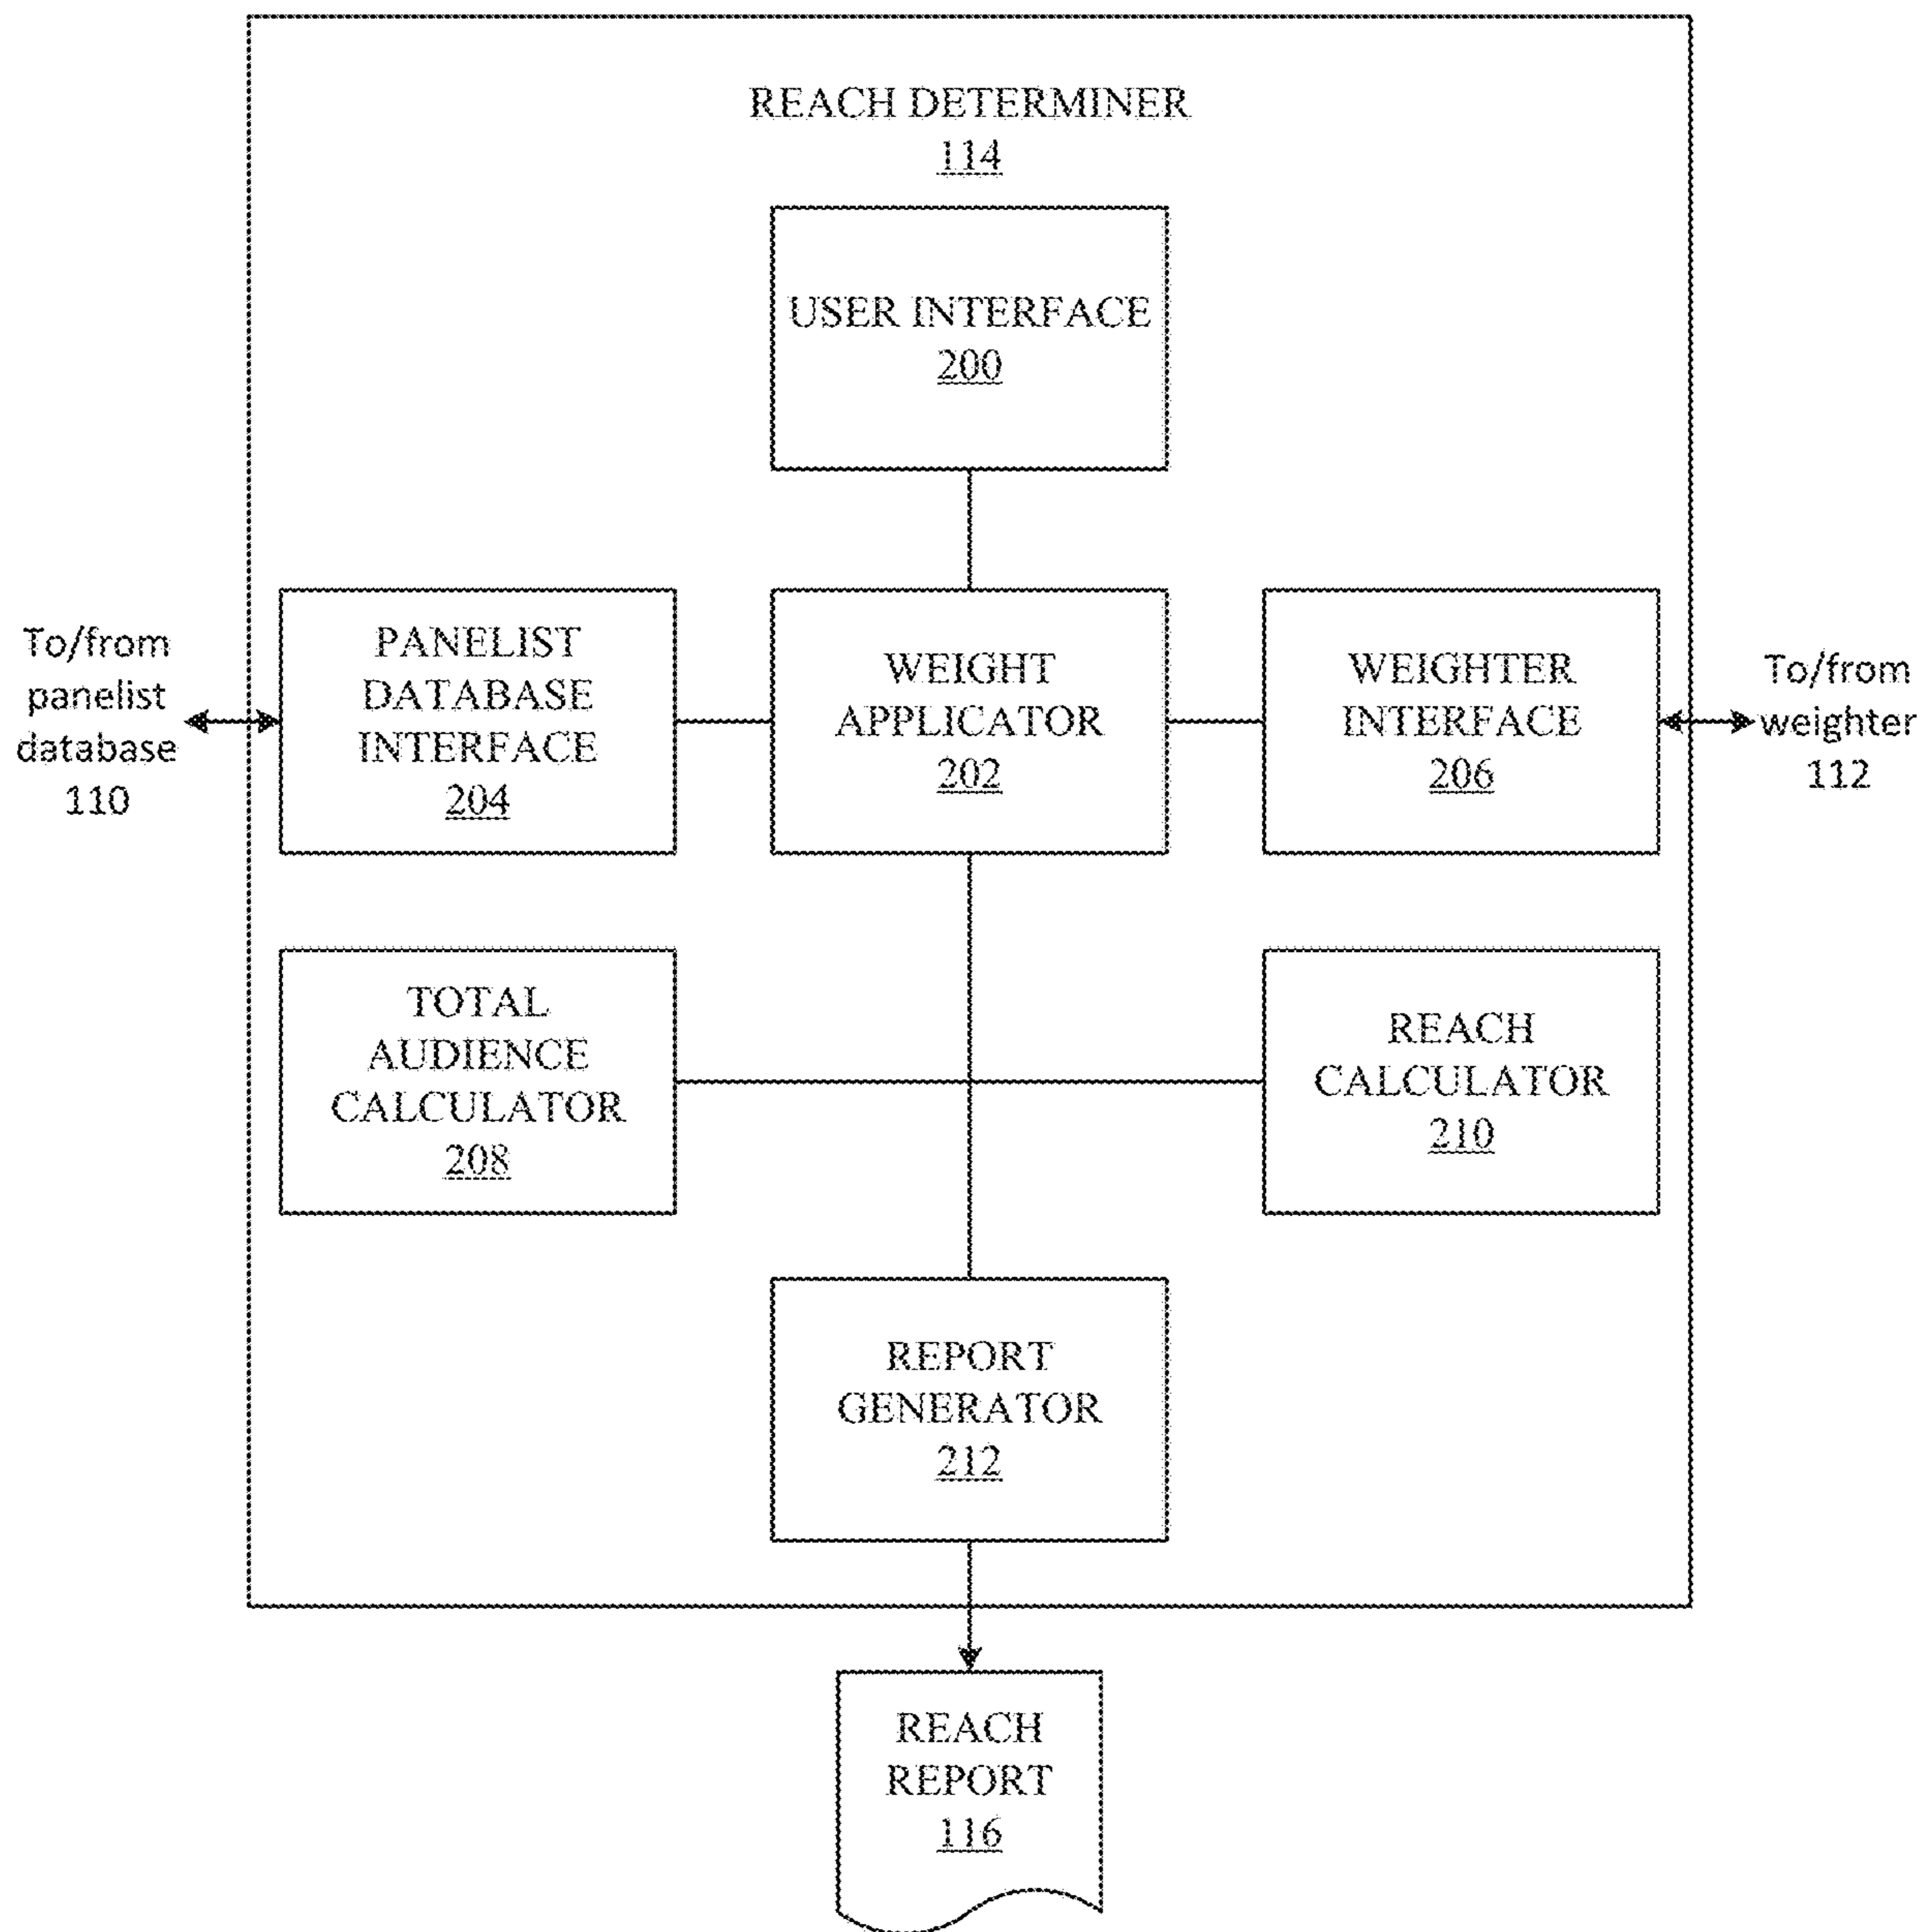 REACH DETERMINER
114
USER INTERFACE
200
To/from
panelist
database
110
PANELIST
DATABASE
INTERFACE
204
WEIGHT
APPLICATOR
202
WEIGHTER
INTERFACE
206
To/from
weighter
112
TOTAL
AUDIENCE
CALCULATOR
208
REACH
CALCULATOR
210
REPORT
GENERATOR
212
REACH
REPORT
116